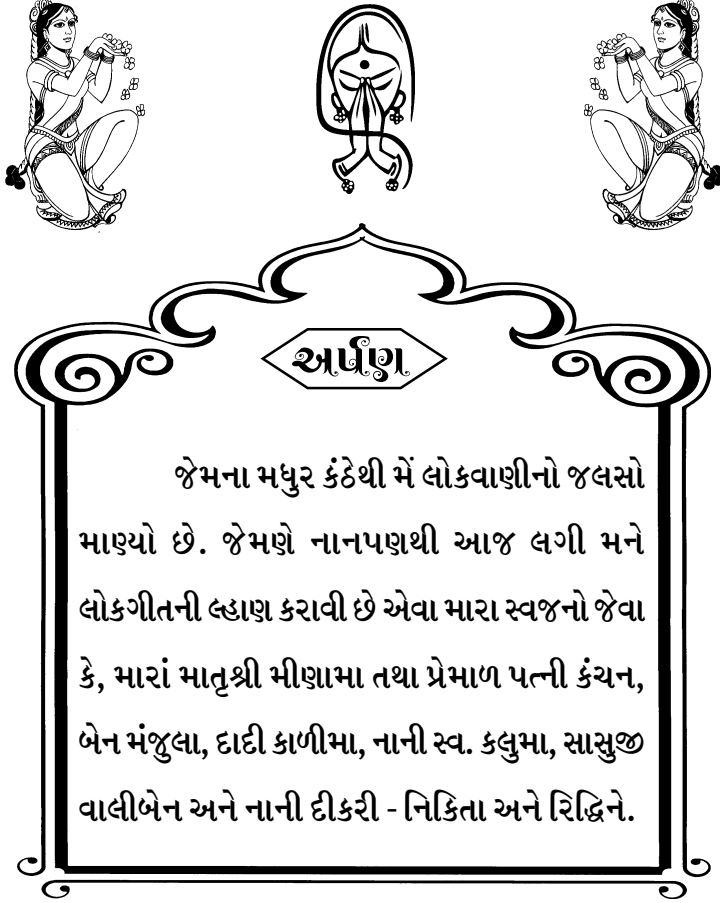 અર્પણ
જેમના મધુર કંઠેથી મેં લોકવાણીનો જલસો
માણ્યો છે. જેમણે નાનપણથી આજ લગી મને
લોકગીતની લ્હાણ કરાવી છે એવા મારા સ્વજનો જેવા
કે, મારાં માતૃશ્રી મીણામા તથા પ્રેમાળ પત્ની કંચન,
બેન મંજુલા, દાદી કાળીમા, નાની સ્વ. કલુમા, સાસુજી
વાલીબેન અને નાની દીકરી - નિકિતા અને રિદ્ધિને.